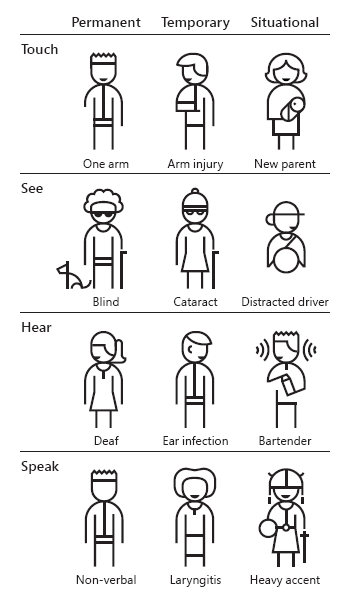 Permanent Temporary Situational
Touch
One arm Arm injury New parent
See
Blind Cataract Distracted driver
Hear
Deaf Ear infection Bartender
Speak
Non-verbal Laryngitis Heavy accent